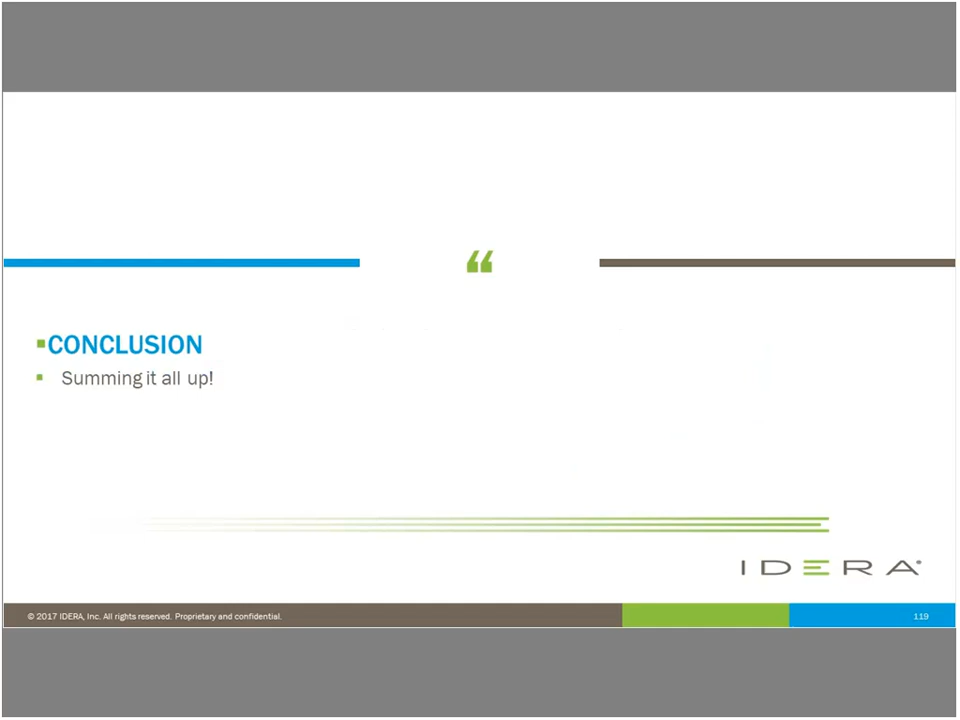 “
▪CONCLUSION
▪ Summing it all up!
IDERA®
© 2017 IDERA, Inc. All rights reserved. Proprietary and confidential.
119